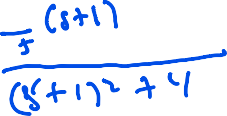 = (s+1)
5
(s+1)² + 4